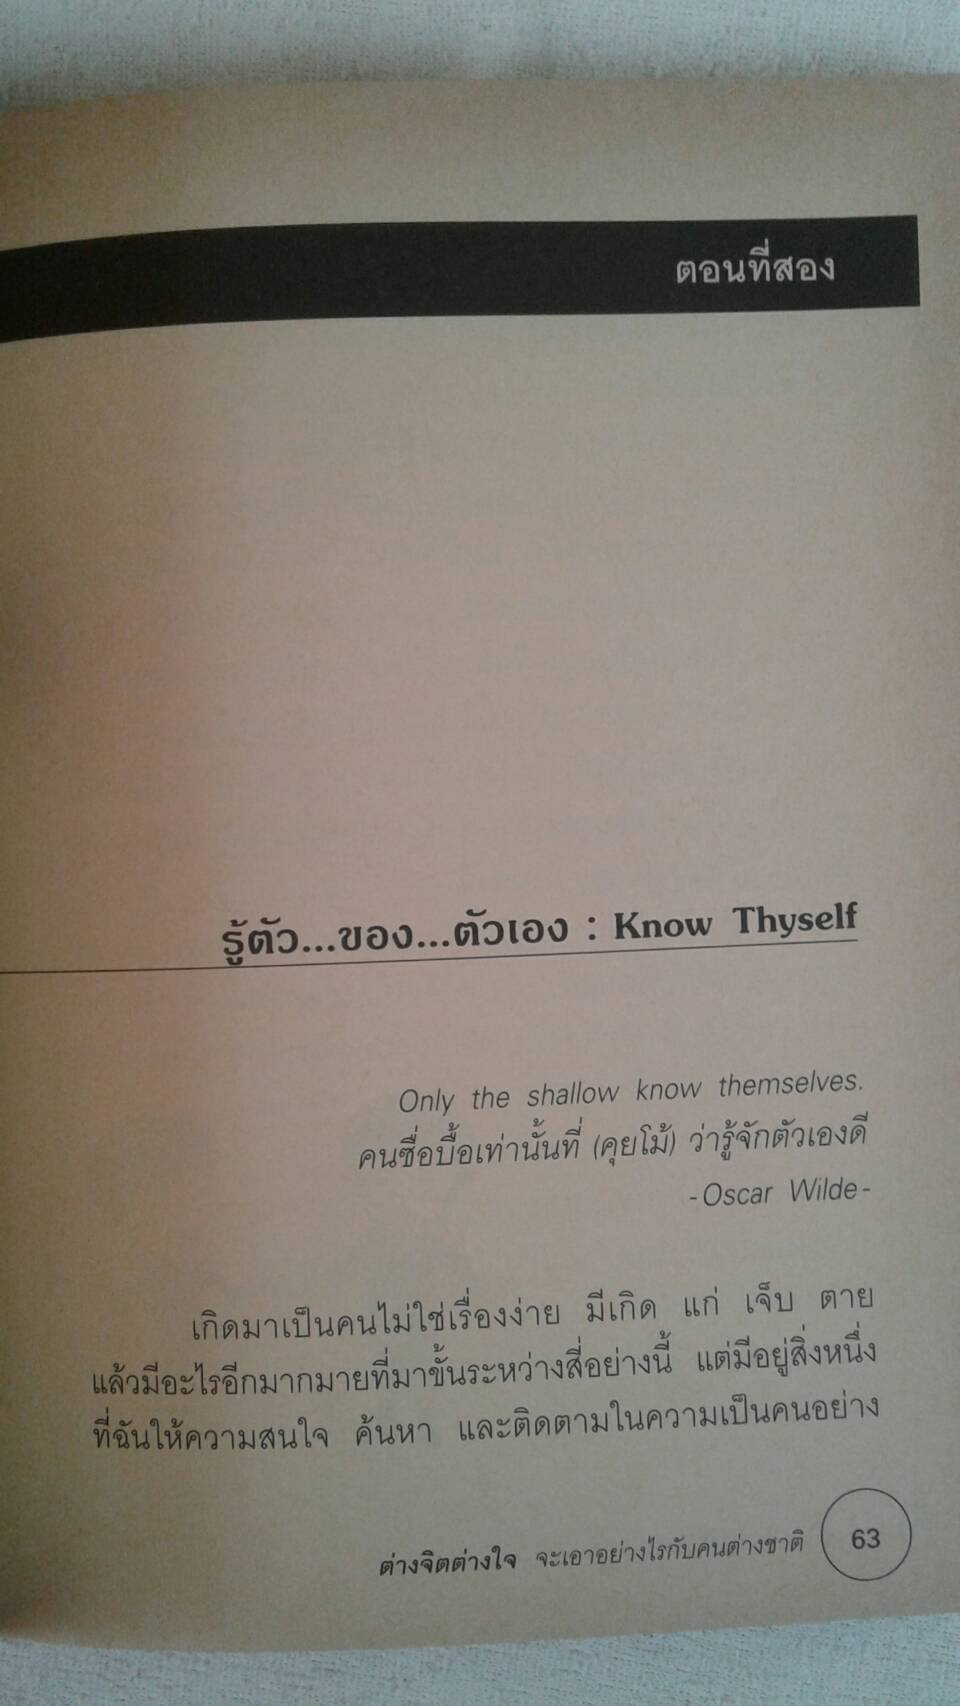 ตอนที่สอง
รู้ตัว...ของ...ตัวเอง : Know Thyself
Only the shallow know themselves.
คนซื่อบื้อเท่านั้นที่ (คุยโม้) ว่ารู้จักตัวเองดี
-Oscar Wilde-
เกิดมาเป็นคนไม่ใช่เรื่องง่าย มีเกิด แก่ เจ็บ ตาย
แล้วมีอะไรอีกมากมายที่มาขั้นระหว่างสี่อย่างนี้ แต่มีอยู่สิ่งหนึ่ง
ที่ฉันให้ความสนใจ ค้นหา และติดตามในความเป็นคนอย่าง
ต่างจิตต่างใจ จะเอาอย่างไรกับคนต่างชาติ 63